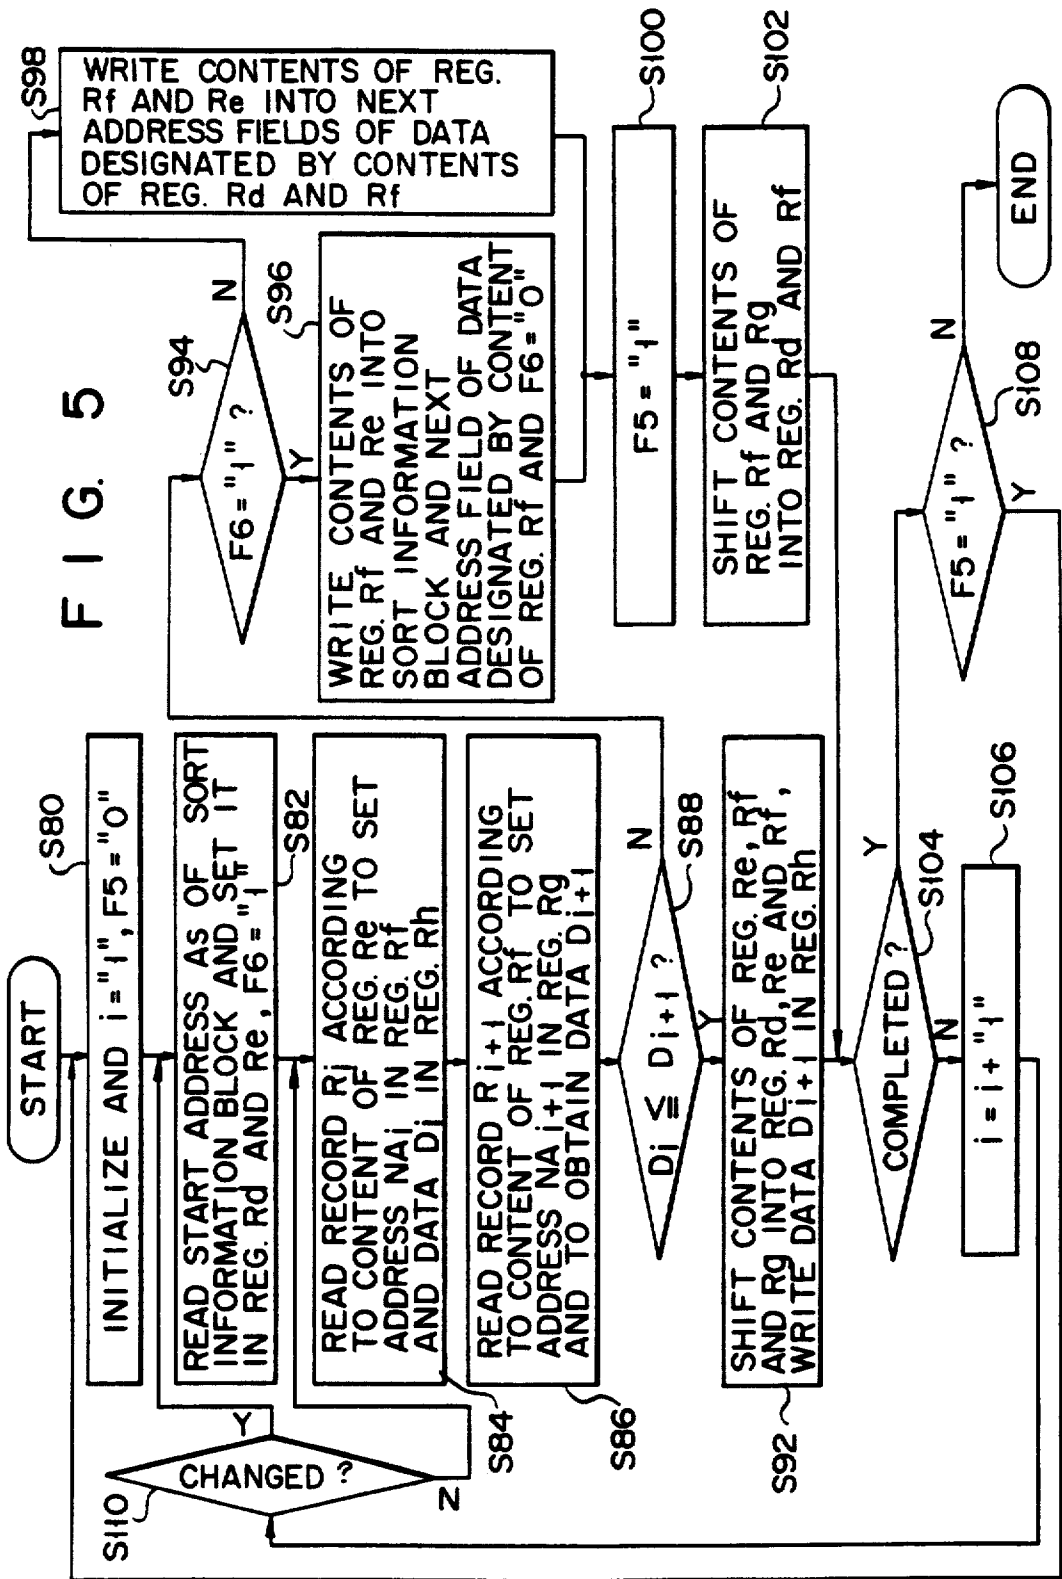 FIG. 5
START
S80
INITIALIZE AND i="1", F5="0"
READ START ADDRESS AS OF SORT
INFORMATION BLOCK AND SET IT
IN REG. Rd AND Re, F6="1"
S82
READ RECORD Ri ACCORDING
TO CONTENT OF REG. Re TO SET
ADDRESS NAi IN REG. Rf
AND DATA Di IN REG. Rh
S84
READ RECORD Ri+1 ACCORDING
TO CONTENT OF REG. Rf TO SET
ADDRESS NA i+1 IN REG. Rg
AND TO OBTAIN DATA Di+1
S86
Di ≦ Di+1 ?
S88
N
Y
SHIFT CONTENTS OF REG. Re, Rf
AND Rg INTO REG. Rd, Re AND Rf,
WRITE DATA Di+1 IN REG. Rh
S92
COMPLETED ?
S104
Y
N
i = i + "1"
S106
S110
CHANGED ?
Y
N
F6="1" ?
S94
N
Y
S96
WRITE CONTENTS OF
REG. Rf AND Re INTO
SORT INFORMATION
BLOCK AND NEXT
ADDRESS FIELD OF DATA
DESIGNATED BY CONTENT
OF REG. Rf AND F6="0"
S98
WRITE CONTENTS OF REG.
Rf AND Re INTO NEXT
ADDRESS FIELDS OF DATA
DESIGNATED BY CONTENTS
OF REG. Rd AND Rf
F5="1"
S100
SHIFT CONTENTS OF
REG. Rf AND Rg
INTO REG. Rd AND Rf
S102
F5="1" ?
S108
N
Y
END